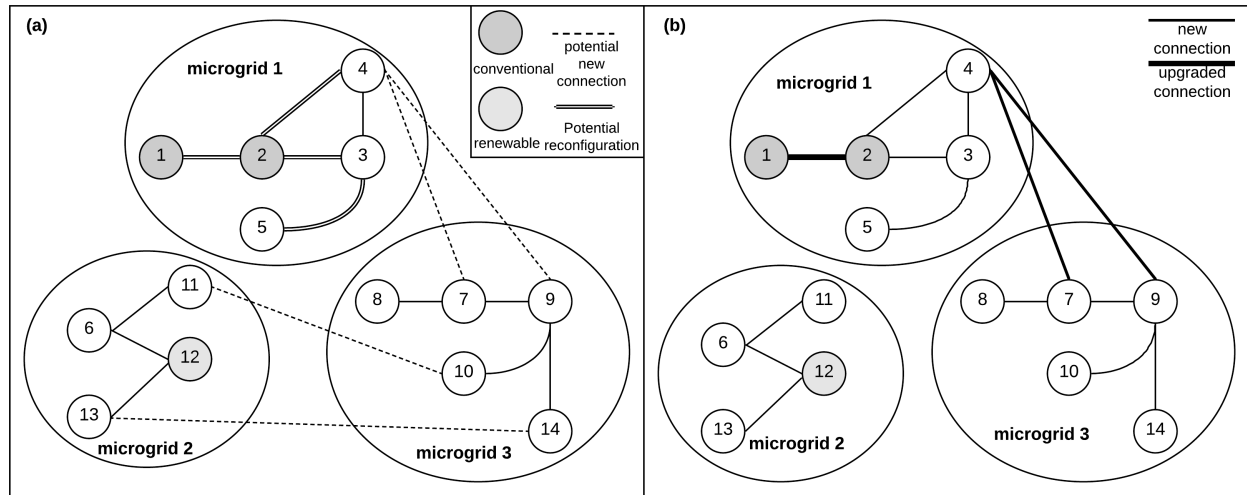 (a)
microgrid 1
4
1
2
3
5
conventional
renewable
potential
new
connection
Potential
reconfiguration
11
6
12
13
microgrid 2
8
7
9
10
14
microgrid 3
(b)
new
connection
upgraded
connection
microgrid 1
4
1
2
3
5
11
6
12
13
microgrid 2
8
7
9
10
14
microgrid 3